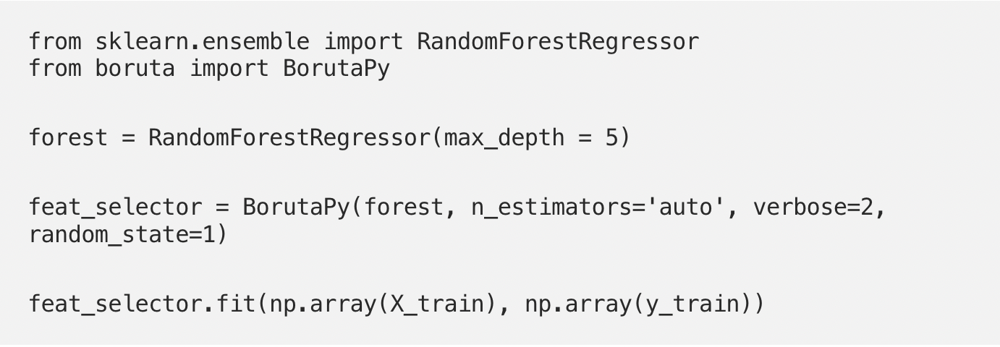 from sklearn.ensemble import RandomForestRegressor
from boruta import BorutaPy
forest = RandomForestRegressor(max_depth = 5)
feat_selector = BorutaPy(forest, n_estimators='auto', verbose=2,
random_state=1)
feat_selector.fit(np.array(X_train), np.array(y_train))